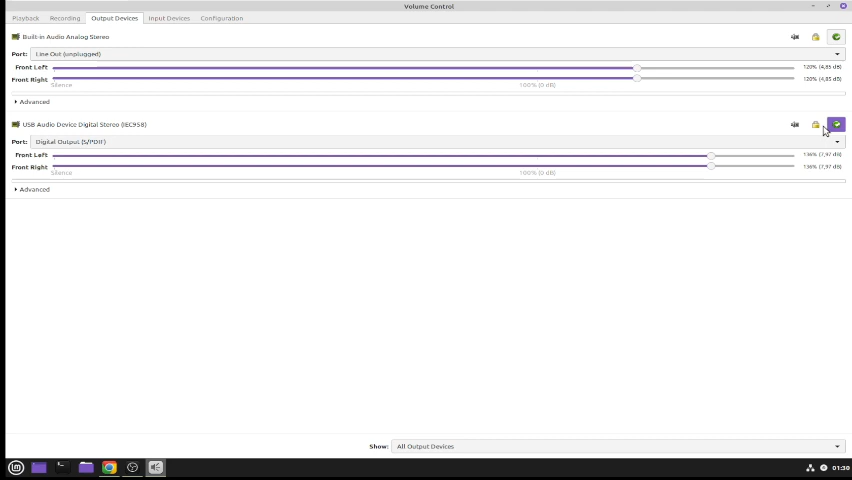 Volume Control
Playback Recording Output Devices Input Devices Configuration
Built-in Audio Analog Stereo
Port: Line Out (unplugged)
Front Left 120% (4,85 dB)
Front Right 120% (4,85 dB)
Silence 100% (0 dB)
Advanced
USB Audio Device Digital Stereo (IEC958)
Port: Digital Output (S/PDIF)
Front Left 136% (7,97 dB)
Front Right 136% (7,97 dB)
Silence 100% (0 dB)
Advanced
Show: All Output Devices
01:30